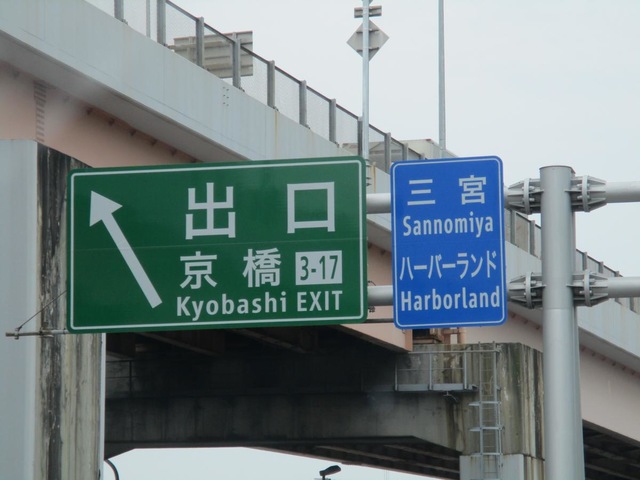 出口
京橋 3-17
Kyobashi EXIT
三宮
Sannomiya
ハーバーランド
Harborland